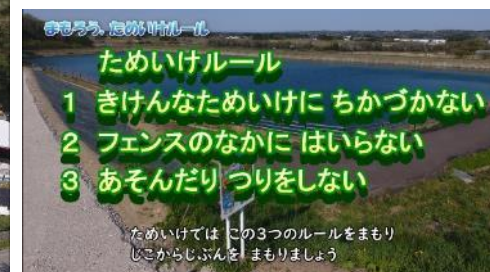 まもろう、ためいけルール
ためいけルール
1 きけんなためいけに ちかづかない
2 フェンスのなかに はいらない
3 あそんだり つりをしない
ためいけでは この3つのルールをまもり
じこからじぶんを まもりましょう